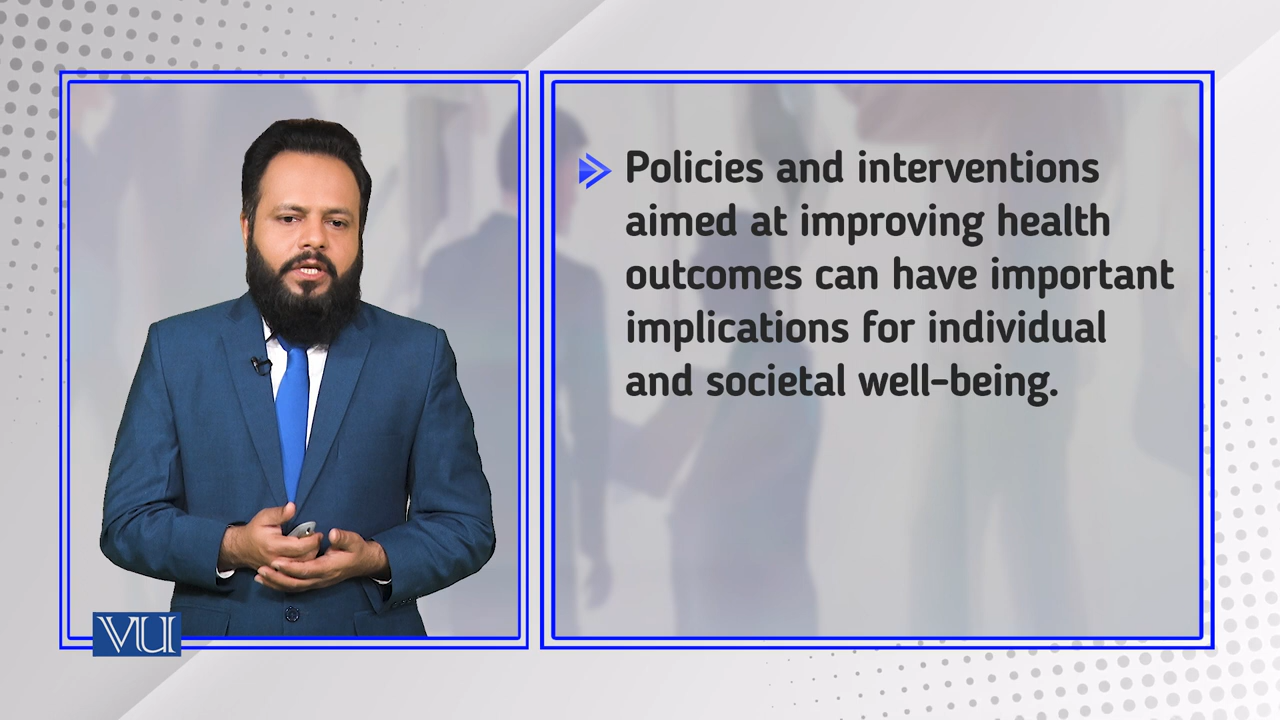 Policies and interventions
aimed at improving health
outcomes can have important
implications for individual
and societal well-being.
VU